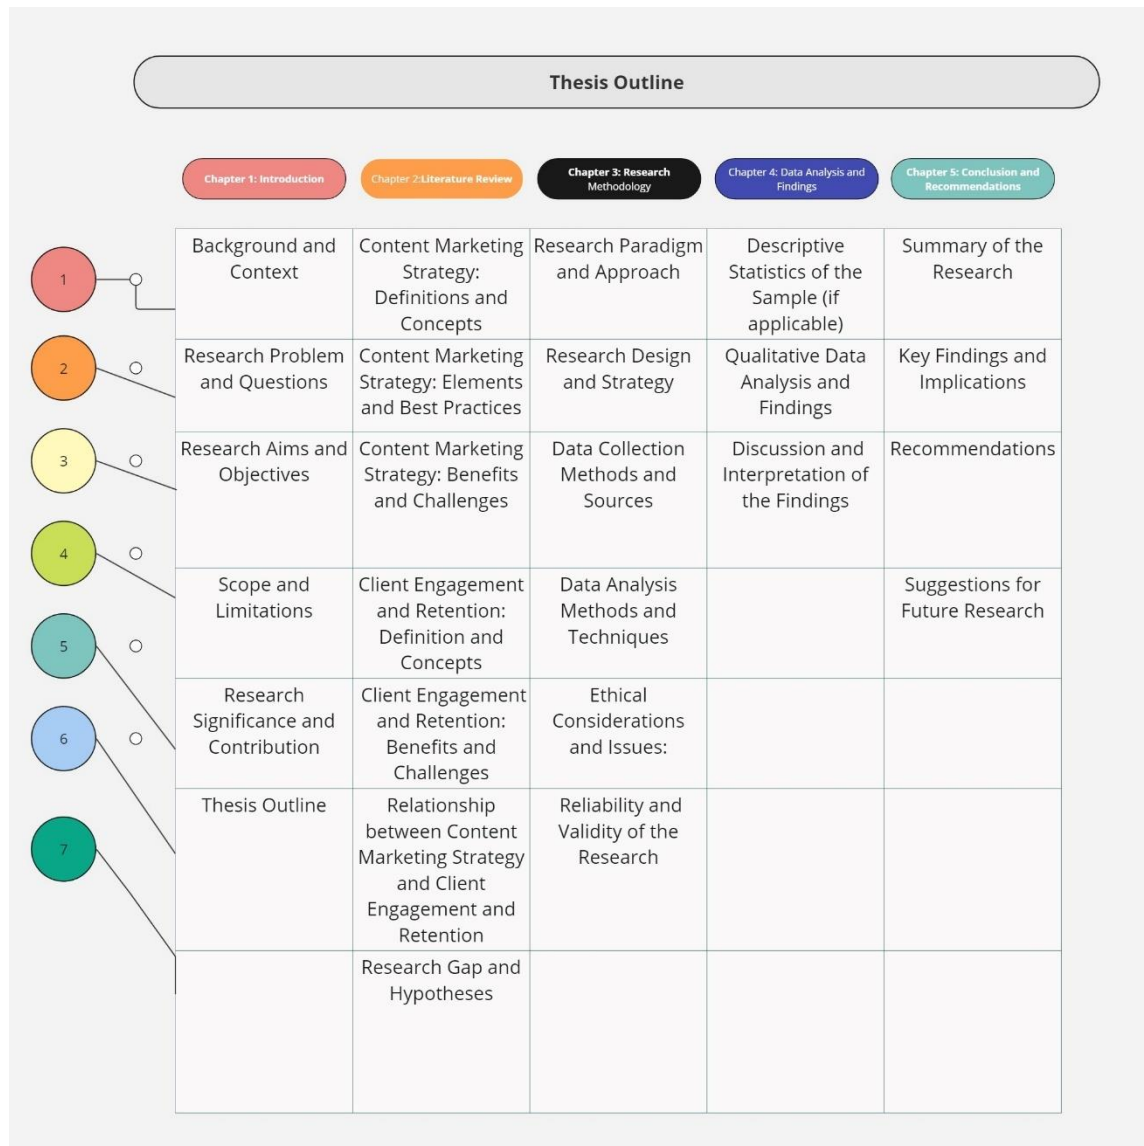 Thesis Outline
Chapter 1: Introduction
Chapter 2:Literature Review
Chapter 3: Research
Methodology
Chapter 4: Data Analysis and
Findings
Chapter 5: Conclusion and
Recommendations
1
Background and
Context
Content Marketing
Strategy:
Definitions and
Concepts
Research Paradigm
and Approach
Descriptive
Statistics of the
Sample (if
applicable)
Summary of the
Research
2
Research Problem
and Questions
Content Marketing
Strategy: Elements
and Best Practices
Research Design
and Strategy
Qualitative Data
Analysis and
Findings
Key Findings and
Implications
3
Research Aims and
Objectives
Content Marketing
Strategy: Benefits
and Challenges
Data Collection
Methods and
Sources
Discussion and
Interpretation of
the Findings
Recommendations
4
Scope and
Limitations
Client Engagement
and Retention:
Definition and
Concepts
Data Analysis
Methods and
Techniques
Suggestions for
Future Research
5
Research
Significance and
Contribution
Client Engagement
and Retention:
Benefits and
Challenges
Ethical
Considerations
and Issues:
6
Thesis Outline
Relationship
between Content
Marketing Strategy
and Client
Engagement and
Retention
Reliability and
Validity of the
Research
7
Research Gap and
Hypotheses